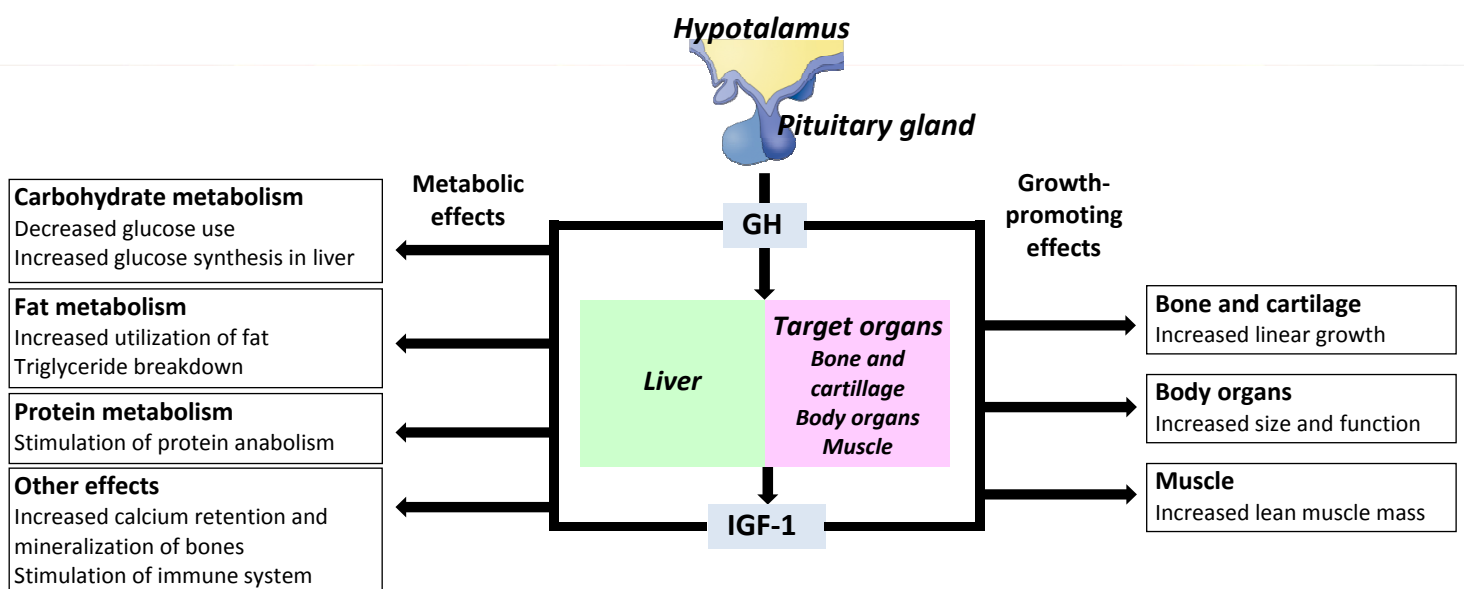 Hypotalamus
Pituitary gland
Carbohydrate metabolism
Decreased glucose use
Increased glucose synthesis in liver
Fat metabolism
Increased utilization of fat
Triglyceride breakdown
Protein metabolism
Stimulation of protein anabolism
Other effects
Increased calcium retention and
mineralization of bones
Stimulation of immune system
Metabolic
effects
GH
Liver
Target organs
Bone and
cartillage
Body organs
Muscle
IGF-1
Growth-
promoting
effects
Bone and cartilage
Increased linear growth
Body organs
Increased size and function
Muscle
Increased lean muscle mass